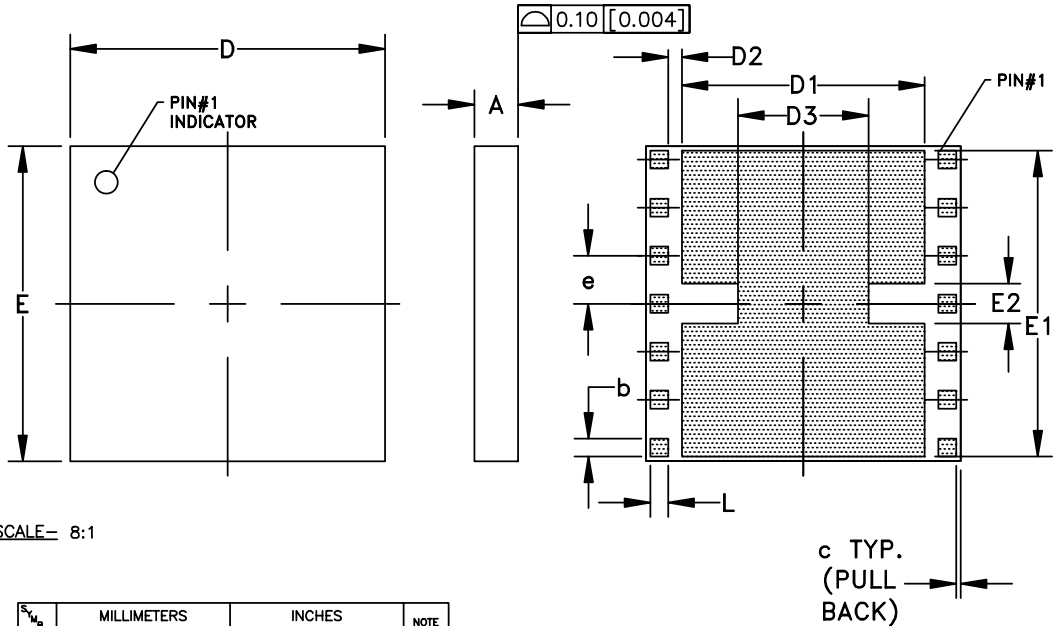 0.10 [0.004]
D
D2
D1
PIN#1
PIN#1
INDICATOR
A
D3
e
E
E2
E1
b
L
SCALE- 8:1
c TYP.
(PULL
BACK)
SYMB MILLIMETERS INCHES NOTE